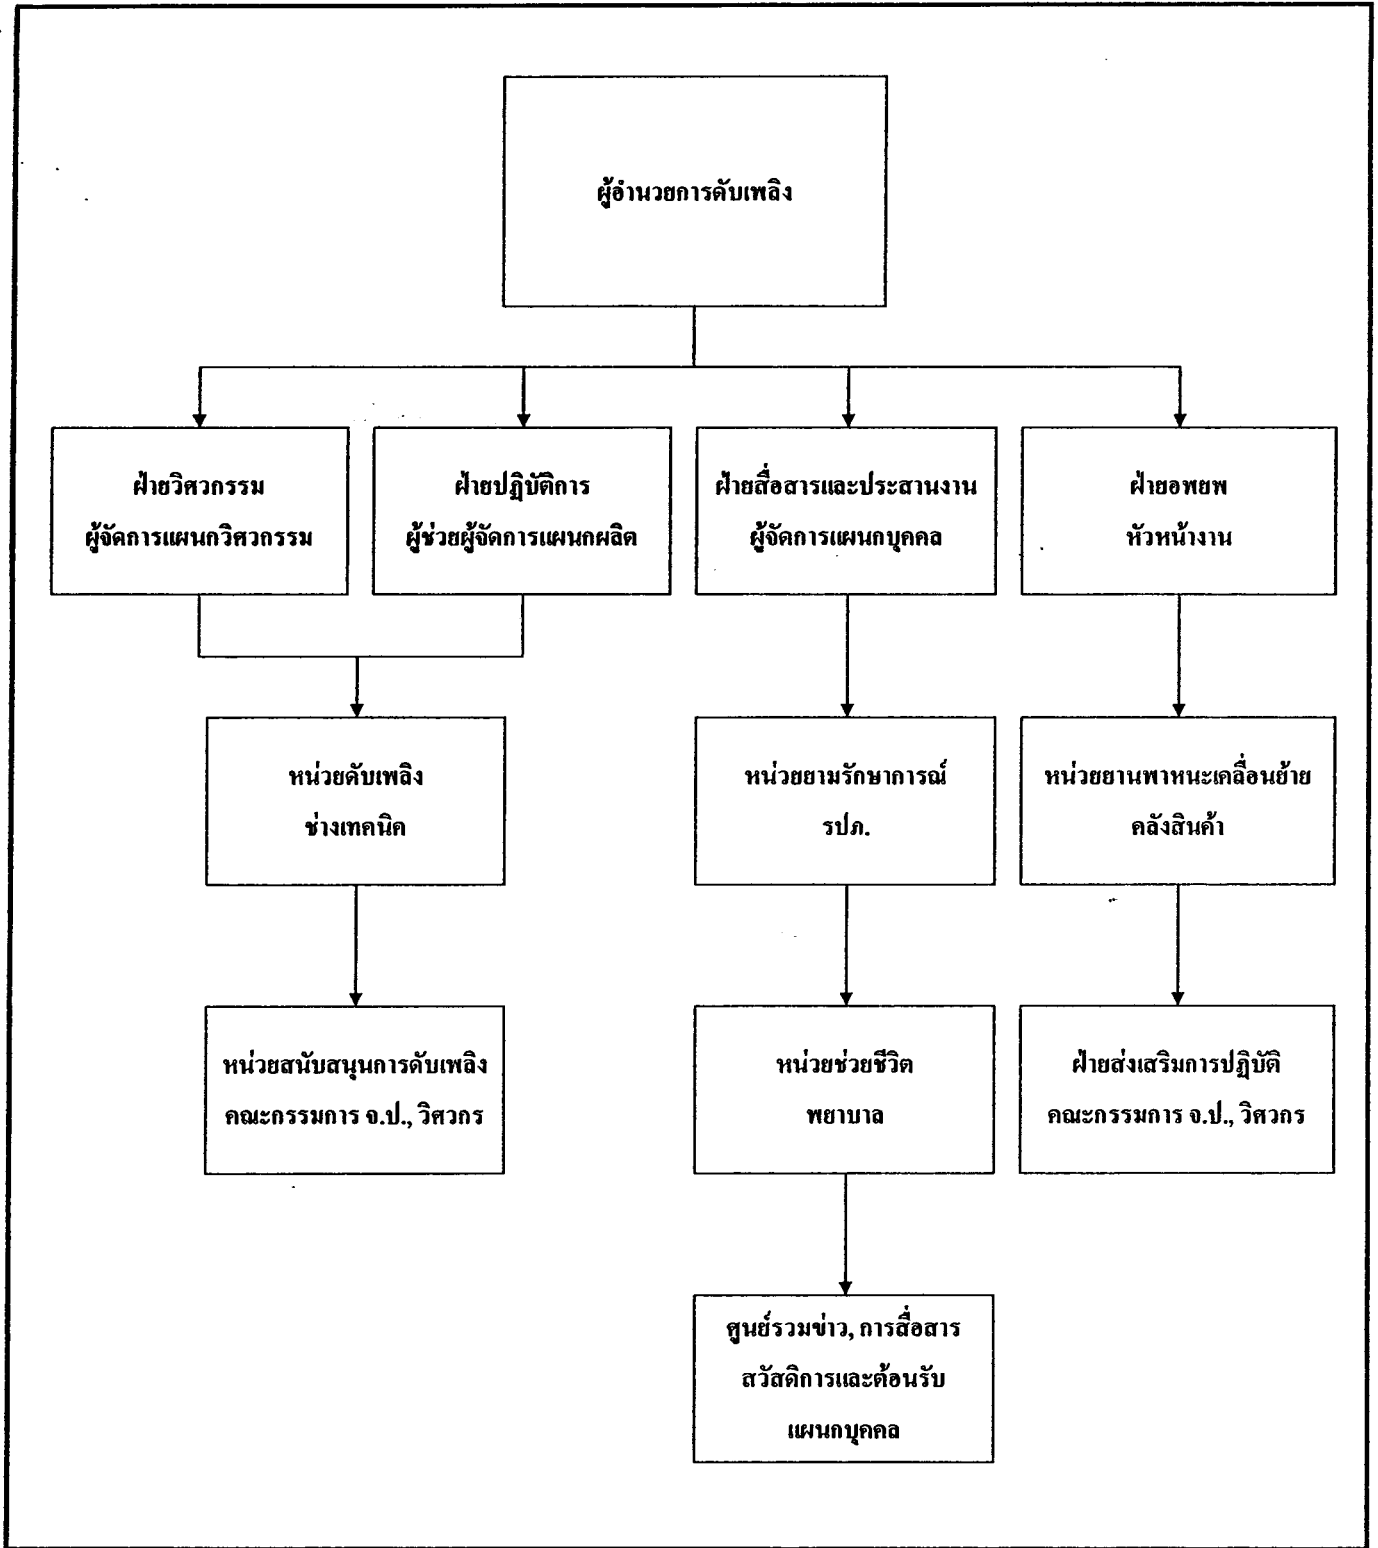 ผู้อำนวยการดับเพลิง
ฝ่ายวิศวกรรม
ผู้จัดการแผนกวิศวกรรม
ฝ่ายปฏิบัติการ
ผู้ช่วยผู้จัดการแผนกผลิต
ฝ่ายสื่อสารและประสานงาน
ผู้จัดการแผนกบุคคล
ฝ่ายอพยพ
หัวหน้างาน
หน่วยดับเพลิง
ช่างเทคนิค
หน่วยยามรักษาการณ์
รปภ.
หน่วยยานพาหนะเคลื่อนย้าย
คลังสินค้า
หน่วยสนับสนุนการดับเพลิง
คณะกรรมการ จ.ป., วิศวกร
หน่วยช่วยชีวิต
พยาบาล
ฝ่ายส่งเสริมการปฏิบัติ
คณะกรรมการ จ.ป., วิศวกร
ศูนย์รวมข่าว, การสื่อสาร
สวัสดิการและต้อนรับ
แผนกบุคคล